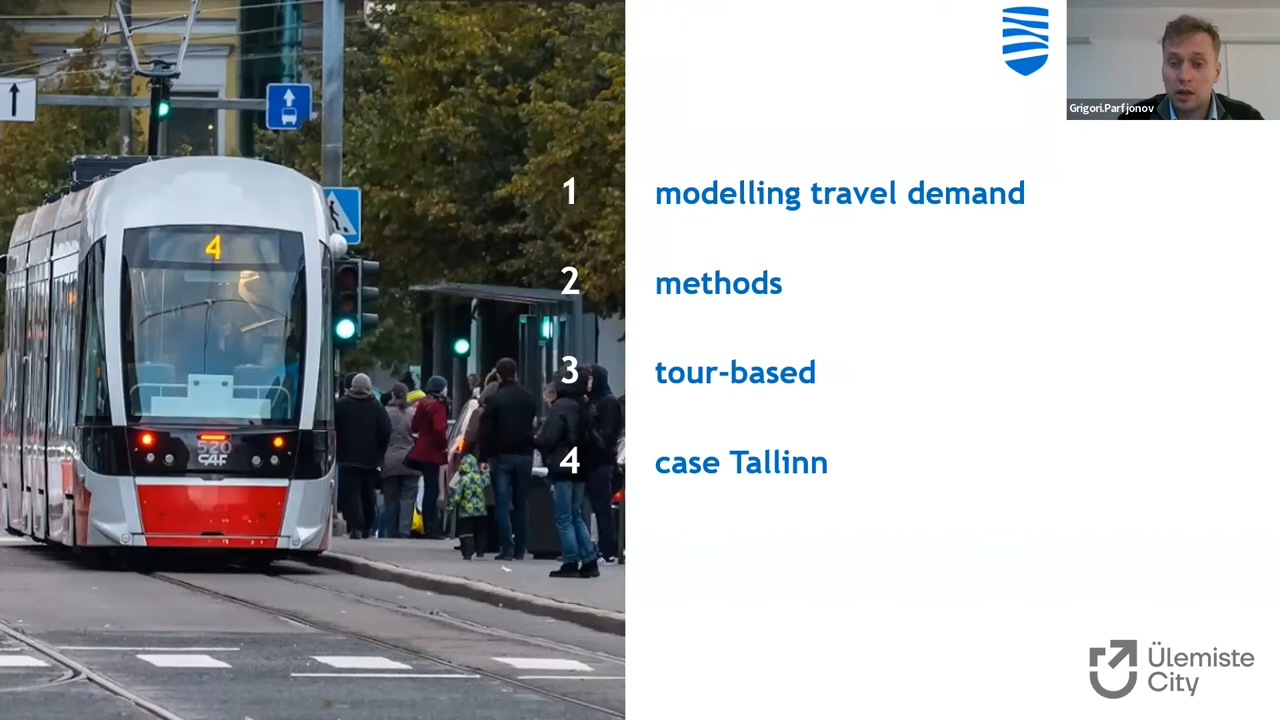 Grigori.Parfjonov
1 modelling travel demand
2 methods
3 tour-based
4 case Tallinn
4
520
CAF
Ülemiste
City